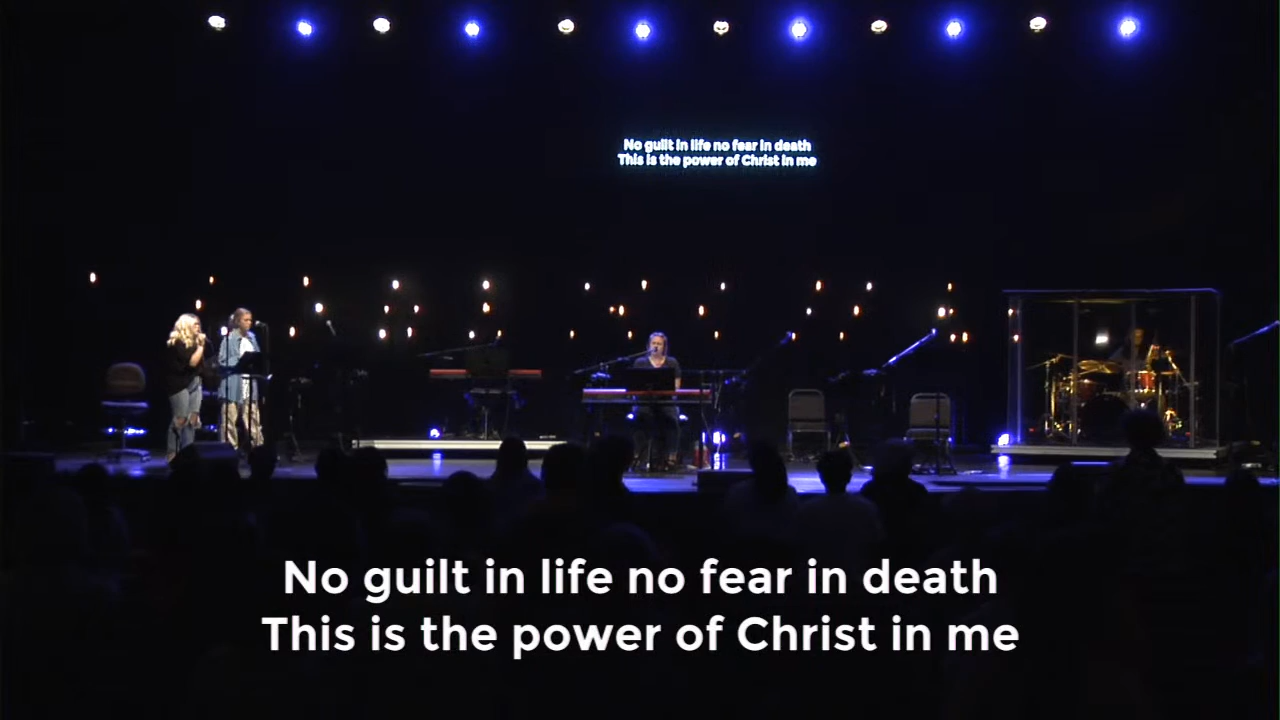 No guilt in life no fear in death
This is the power of Christ in me
No guilt in life no fear in death
This is the power of Christ in me